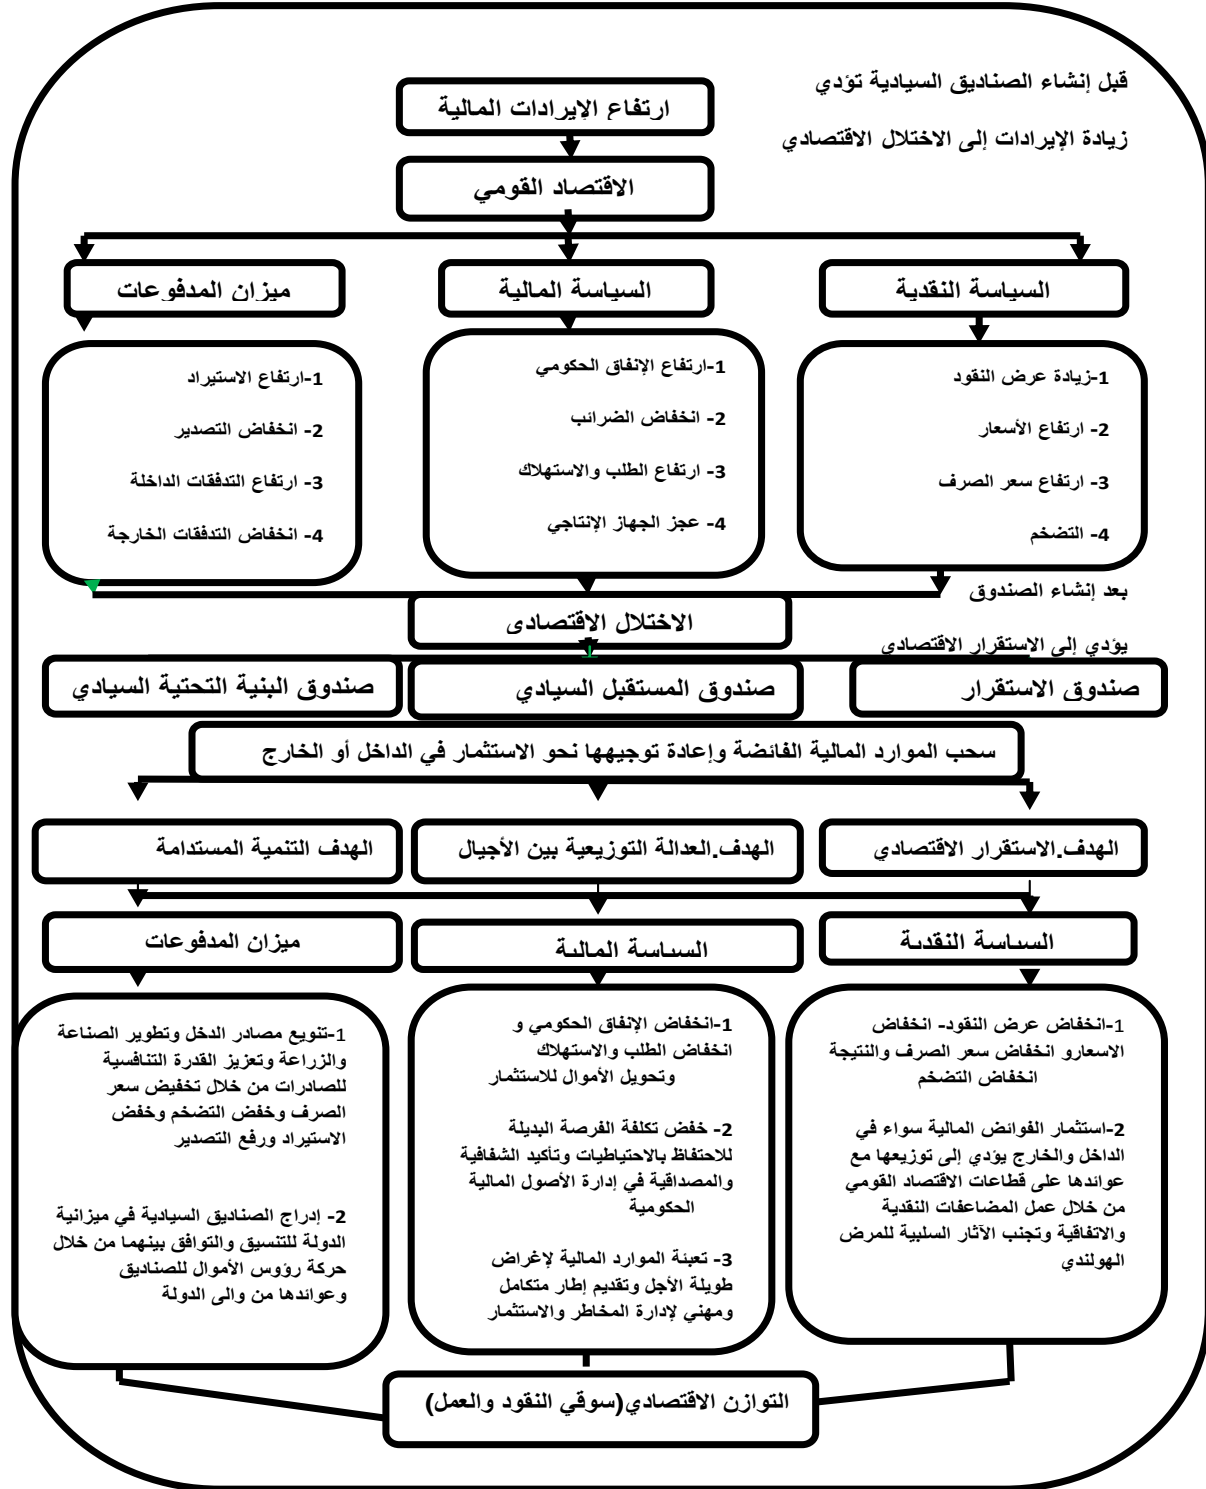 قبل إنشاء الصناديق السيادية تؤدي
زيادة الإيرادات إلى الاختلال الاقتصادي
ارتفاع الإيرادات المالية
الاقتصاد القومي
السياسة النقدية
السياسة المالية
ميزان المدفوعات
1-زيادة عرض النقود
2- ارتفاع الأسعار
3- ارتفاع سعر الصرف
4- التضخم
1-ارتفاع الإنفاق الحكومي
2- انخفاض الضرائب
3- ارتفاع الطلب والاستهلاك
4- عجز الجهاز الإنتاجي
1-ارتفاع الاستيراد
2- انخفاض التصدير
3- ارتفاع التدفقات الداخلة
4- انخفاض التدفقات الخارجة
بعد إنشاء الصندوق
يؤدي إلى الاستقرار الاقتصادي
الاختلال الاقتصادي
صندوق الاستقرار
صندوق المستقبل السيادي
صندوق البنية التحتية السيادي
سحب الموارد المالية الفائضة وإعادة توجيهها نحو الاستثمار في الداخل أو الخارج
الهدف.الاستقرار الاقتصادي
الهدف.العدالة التوزيعية بين الأجيال
الهدف التنمية المستدامة
السياسة النقدية
السياسة المالية
ميزان المدفوعات
1-انخفاض عرض النقود- انخفاض
الاسعارو انخفاض سعر الصرف والنتيجة
انخفاض التضخم
2-استثمار الفوائض المالية سواء في
الداخل والخارج يؤدي إلى توزيعها مع
عوائدها على قطاعات الاقتصاد القومي
من خلال عمل المضاعفات النقدية
والاتفاقية وتجنب الآثار السلبية للمرض
الهولندي
1-انخفاض الإنفاق الحكومي و
انخفاض الطلب والاستهلاك
وتحويل الأموال للاستثمار
2- خفض تكلفة الفرصة البديلة
للاحتفاظ بالاحتياطيات وتأكيد الشفافية
والمصداقية في إدارة الأصول المالية
الحكومية
3- تعبئة الموارد المالية لإغراض
طويلة الأجل وتقديم إطار متكامل
ومهني لإدارة المخاطر والاستثمار
1-تنويع مصادر الدخل وتطوير الصناعة
والزراعة وتعزيز القدرة التنافسية
للصادرات من خلال تخفيض سعر
الصرف وخفض التضخم وخفض
الاستيراد ورفع التصدير
2- إدراج الصناديق السيادية في ميزانية
الدولة للتنسيق والتوافق بينهما من خلال
حركة رؤوس الأموال للصناديق
وعوائدها من والى الدولة
التوازن الاقتصادي(سوقي النقود والعمل)